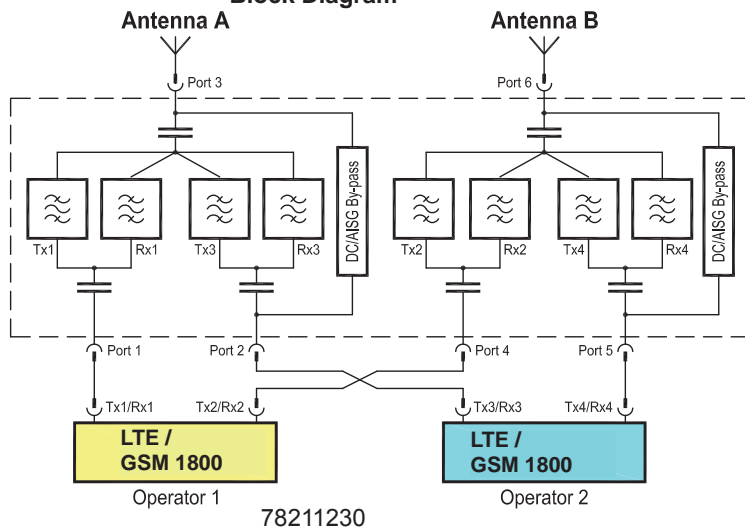 Block Diagram
Antenna A
Antenna B
Port 3
Port 6
DC/AISG By-pass
DC/AISG By-pass
Tx1
Rx1
Tx3
Rx3
Tx2
Rx2
Tx4
Rx4
Port 1
Port 2
Port 4
Port 5
Tx1/Rx1
Tx2/Rx2
Tx3/Rx3
Tx4/Rx4
LTE /
GSM 1800
LTE /
GSM 1800
Operator 1
Operator 2
78211230